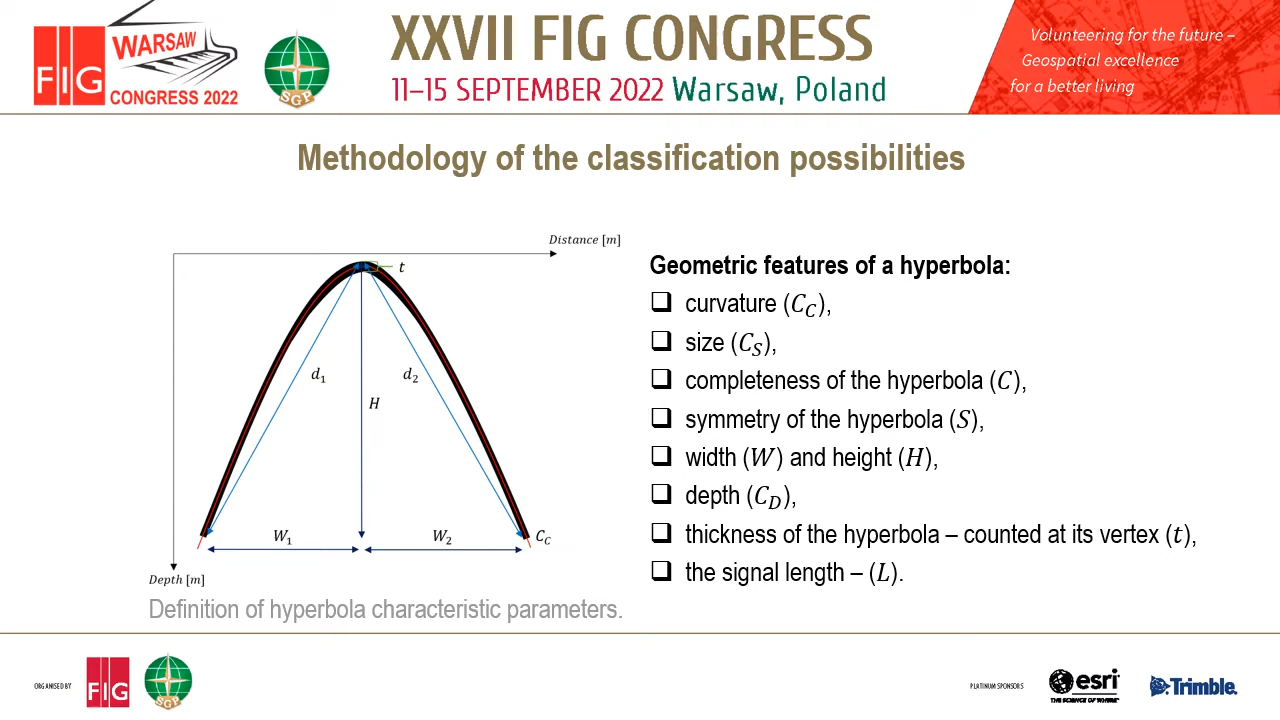 FIG
WARSAW
CONGRESS 2022
SGP
XXVII FIG CONGRESS
11–15 SEPTEMBER 2022 Warsaw, Poland
Volunteering for the future –
Geospatial excellence
for a better living
Methodology of the classification possibilities
Distance [m]
t
d₁
d₂
H
W₁
W₂
C_C
Depth [m]
Definition of hyperbola characteristic parameters.
Geometric features of a hyperbola:
❑ curvature (C_C),
❑ size (C_S),
❑ completeness of the hyperbola (C),
❑ symmetry of the hyperbola (S),
❑ width (W) and height (H),
❑ depth (C_D),
❑ thickness of the hyperbola – counted at its vertex (t),
❑ the signal length – (L).
ORGANISED BY
FIG
SGP
PLATINUM SPONSORS
esri
THE SCIENCE OF WHERE
Trimble.